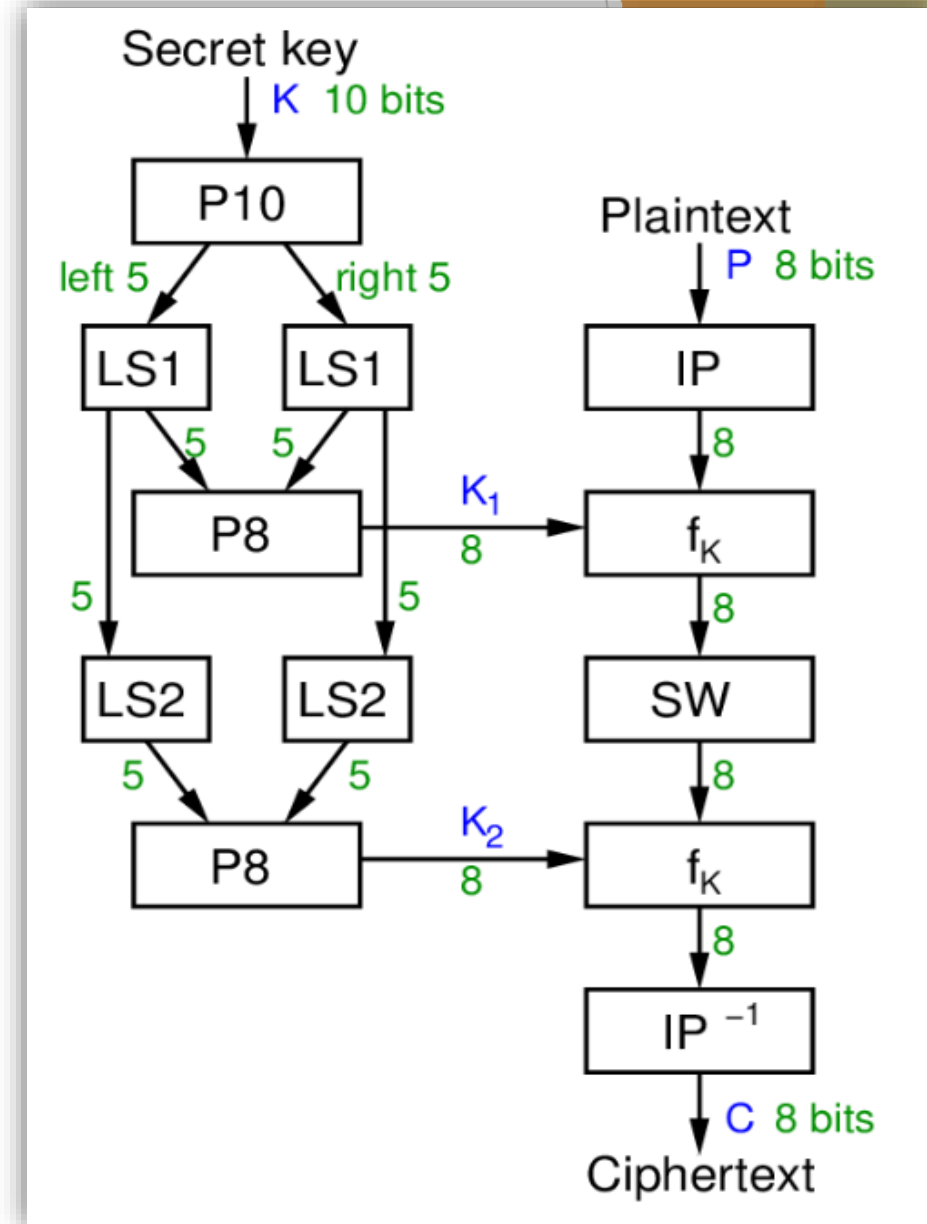 Secret key
K 10 bits
P10
Plaintext
left 5 right 5
P 8 bits
LS1 LS1
IP
5 5
8
K₁
P8
f_K
8
5 5
8
LS2 LS2
SW
5 5
8
K₂
P8
f_K
8
8
IP ⁻¹
C 8 bits
Ciphertext